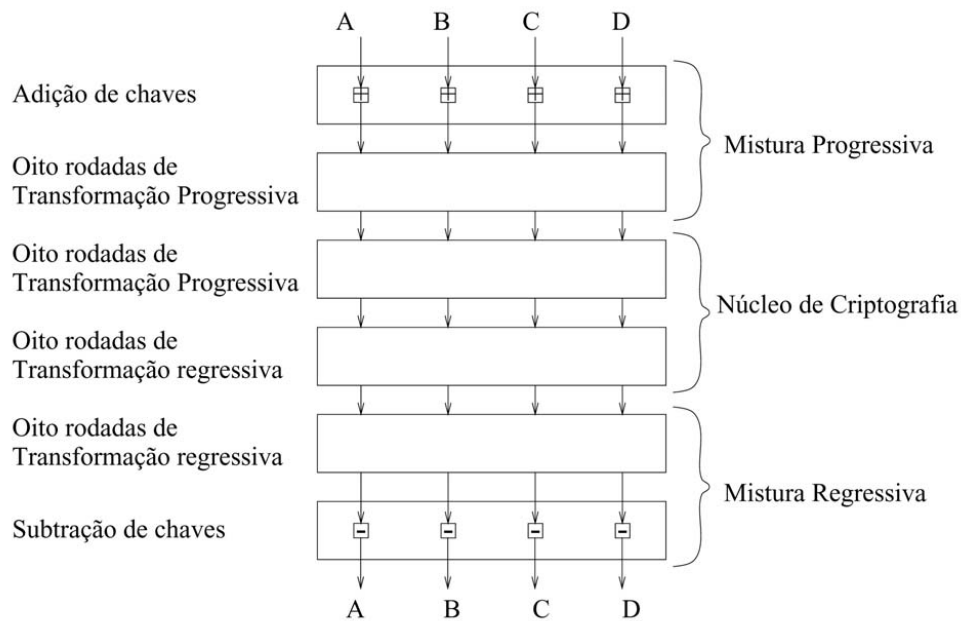 A B C D
Adição de chaves
Mistura Progressiva
Oito rodadas de
Transformação Progressiva
Oito rodadas de
Transformação Progressiva
Núcleo de Criptografia
Oito rodadas de
Transformação regressiva
Oito rodadas de
Transformação regressiva
Mistura Regressiva
Subtração de chaves
A B C D